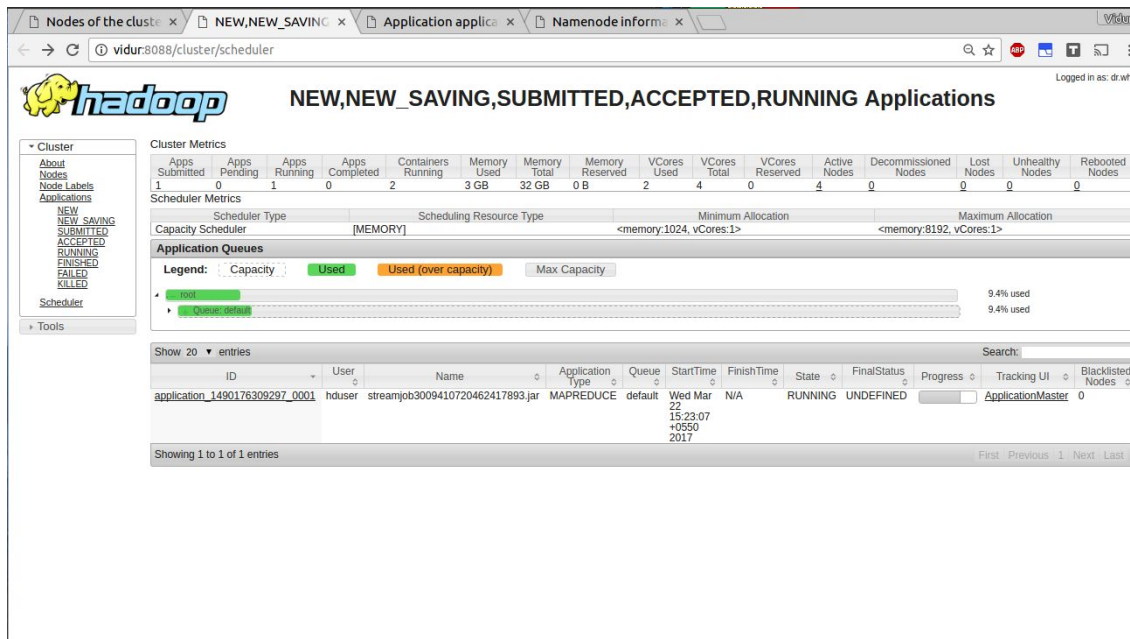 Nodes of the cluste
NEW,NEW_SAVING
Application applica
Namenode informa
Vidur
vidur:8088/cluster/scheduler
ABP
Logged in as: dr.wh
hadoop
NEW,NEW_SAVING,SUBMITTED,ACCEPTED,RUNNING Applications
Cluster
About
Nodes
Node Labels
Applications
NEW
NEW_SAVING
SUBMITTED
ACCEPTED
RUNNING
FINISHED
FAILED
KILLED
Scheduler
Tools
Cluster Metrics
Apps Submitted Apps Pending Apps Running Apps Completed Containers Running Memory Used Memory Total Memory Reserved VCores Used VCores Total VCores Reserved Active Nodes Decommissioned Nodes Lost Nodes Unhealthy Nodes Rebooted Nodes
1 0 1 0 2 3 GB 32 GB 0 B 2 4 0 4 0 0 0 0
Scheduler Metrics
Scheduler Type Scheduling Resource Type Minimum Allocation Maximum Allocation
Capacity Scheduler [MEMORY] <memory:1024, vCores:1> <memory:8192, vCores:1>
Application Queues
Legend: Capacity Used Used (over capacity) Max Capacity
root 9.4% used
Queue: default 9.4% used
Show 20 entries Search:
ID User Name Application Type Queue StartTime FinishTime State FinalStatus Progress Tracking UI Blacklisted Nodes
application_1490176309297_0001 hduser streamjob3009410720462417893.jar MAPREDUCE default Wed Mar 22 15:23:07 +0550 2017 N/A RUNNING UNDEFINED ApplicationMaster 0
Showing 1 to 1 of 1 entries First Previous 1 Next Last